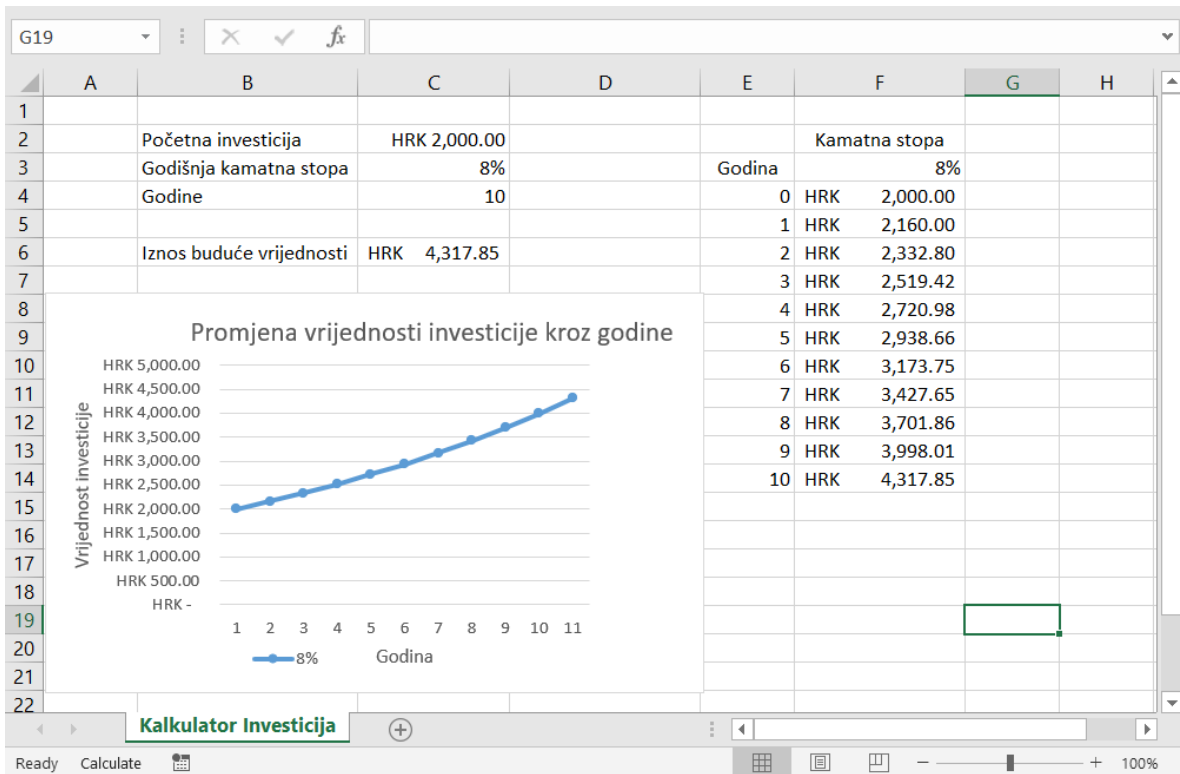 G19
fx
A B C D E F G H
1
2 Početna investicija HRK 2,000.00 Kamatna stopa
3 Godišnja kamatna stopa 8% Godina 8%
4 Godine 10 0 HRK 2,000.00
5 1 HRK 2,160.00
6 Iznos buduće vrijednosti HRK 4,317.85 2 HRK 2,332.80
7 3 HRK 2,519.42
8 4 HRK 2,720.98
9 5 HRK 2,938.66
10 6 HRK 3,173.75
11 7 HRK 3,427.65
12 8 HRK 3,701.86
13 9 HRK 3,998.01
14 10 HRK 4,317.85
15
16
17
18
19
20
21
22
Promjena vrijednosti investicije kroz godine
Vrijednost investicije
HRK 5,000.00
HRK 4,500.00
HRK 4,000.00
HRK 3,500.00
HRK 3,000.00
HRK 2,500.00
HRK 2,000.00
HRK 1,500.00
HRK 1,000.00
HRK 500.00
HRK -
1 2 3 4 5 6 7 8 9 10 11
8% Godina
Kalkulator Investicija
Ready Calculate 100%